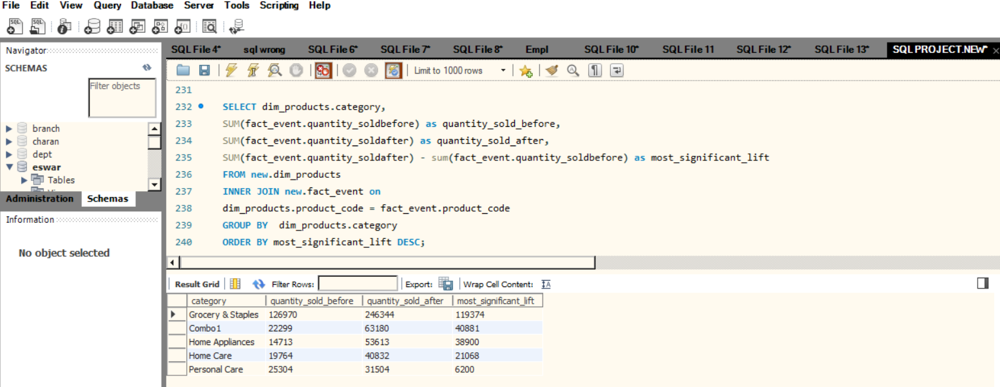 File Edit View Query Database Server Tools Scripting Help
Navigator
SCHEMAS
Filter objects
branch
charan
dept
eswar
Tables
Administration Schemas
Information
No object selected
SQL File 4* sql wrong SQL File 6* SQL File 7* SQL File 8* Empl SQL File 10* SQL File 11 SQL File 12* SQL File 13* SQL PROJECT.NEW*
Limit to 1000 rows
231
232 SELECT dim_products.category,
233 SUM(fact_event.quantity_soldbefore) as quantity_sold_before,
234 SUM(fact_event.quantity_soldafter) as quantity_sold_after,
235 SUM(fact_event.quantity_soldafter) - sum(fact_event.quantity_soldbefore) as most_significant_lift
236 FROM new.dim_products
237 INNER JOIN new.fact_event on
238 dim_products.product_code = fact_event.product_code
239 GROUP BY  dim_products.category
240 ORDER BY most_significant_lift DESC;
Result Grid Filter Rows: Export: Wrap Cell Content:
category quantity_sold_before quantity_sold_after most_significant_lift
Grocery & Staples 126970 246344 119374
Combo1 22299 63180 40881
Home Appliances 14713 53613 38900
Home Care 19764 40832 21068
Personal Care 25304 31504 6200